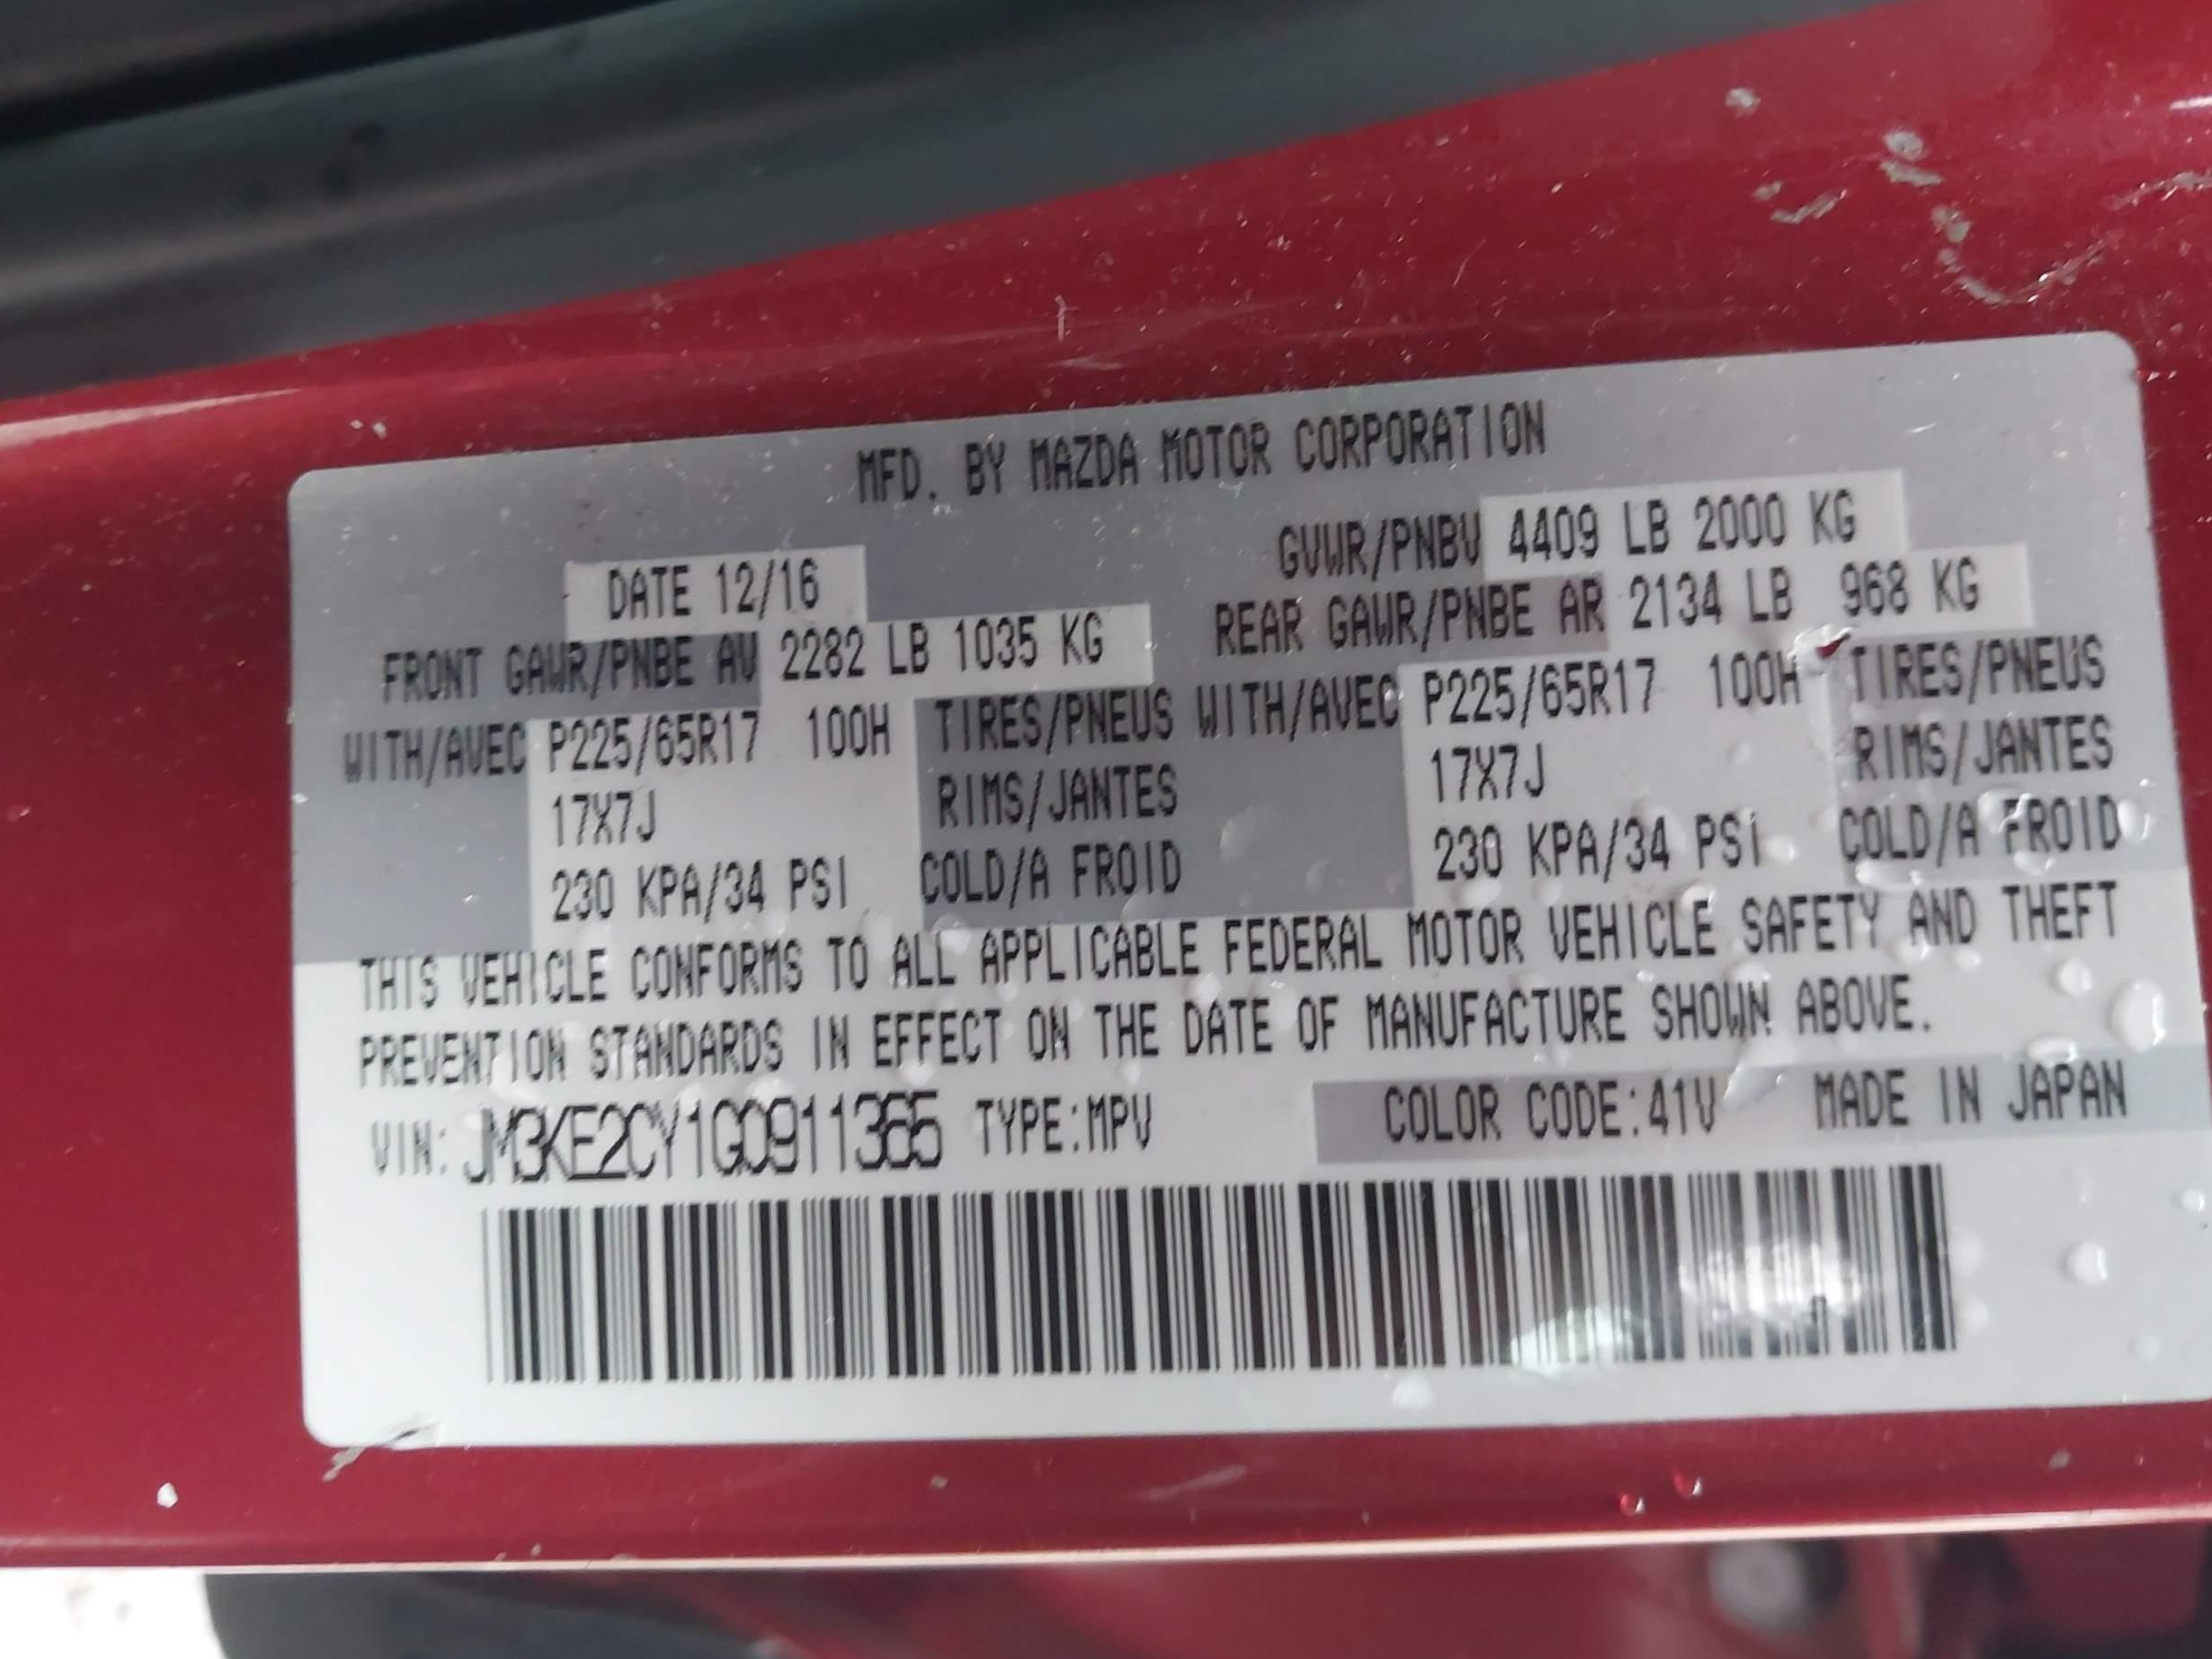 MFD. BY MAZDA MOTOR CORPORATION
DATE 12/16 GVWR/PNBV 4409 LB 2000 KG
FRONT GAWR/PNBE AV 2282 LB 1035 KG REAR GAWR/PNBE AR 2134 LB 968 KG
WITH/AVEC P225/65R17 100H TIRES/PNEUS WITH/AVEC P225/65R17 100H TIRES/PNEUS
17X7J RIMS/JANTES 17X7J RIMS/JANTES
230 KPA/34 PSI COLD/A FROID 230 KPA/34 PSI COLD/A FROID
THIS VEHICLE CONFORMS TO ALL APPLICABLE FEDERAL MOTOR VEHICLE SAFETY AND THEFT
PREVENTION STANDARDS IN EFFECT ON THE DATE OF MANUFACTURE SHOWN ABOVE.
VIN: JM3KE2CY1G0911365 TYPE:MPV COLOR CODE:41V MADE IN JAPAN